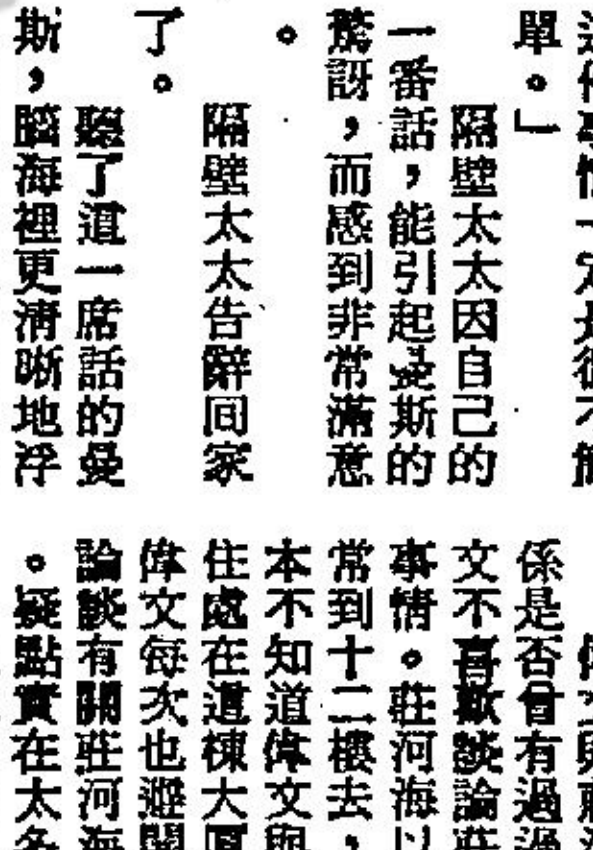 單。」
隔壁太太因自己的
一番話，能引起曼斯的
驚訝，而感到非常滿意
。
隔壁太太告辭回家
了。
聽了這一席話的曼
斯，腦海裡更清晰地浮
係是否曾有過
文不喜歡談論莊
事情。莊河海以
常到十二樓去，
本不知道偉文與
住處在這棟大厦
偉文每次也避開
論談有關莊河海
。疑點實在太多